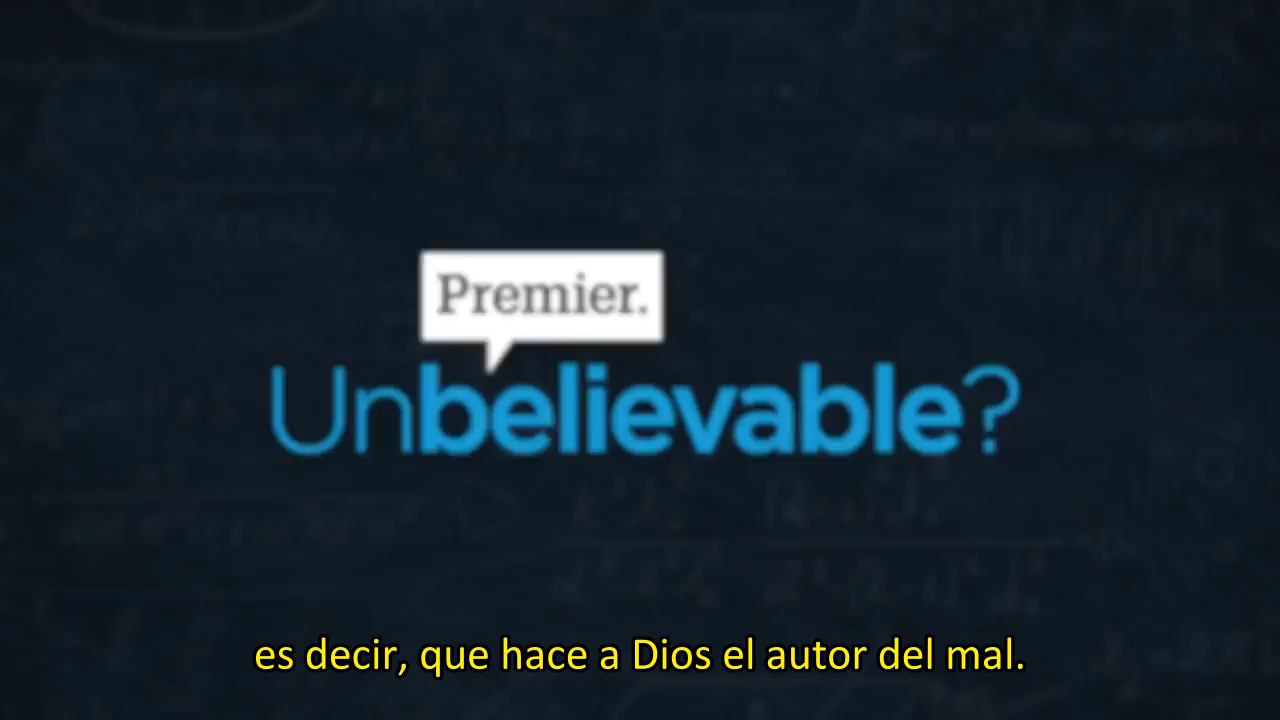 Premier.
Unbelievable?
es decir, que hace a Dios el autor del mal.